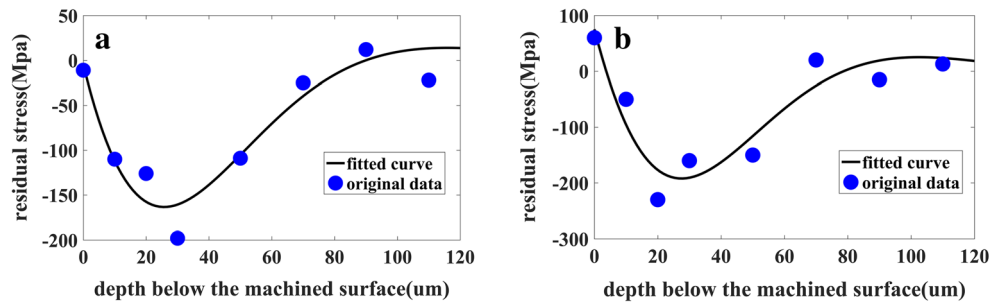 a
50
0
-50
-100
-150
-200
residual stress(Mpa)
fitted curve
original data
0 20 40 60 80 100 120
depth below the machined surface(um)
b
100
0
-100
-200
-300
residual stress(Mpa)
fitted curve
original data
0 20 40 60 80 100 120
depth below the machined surface(um)